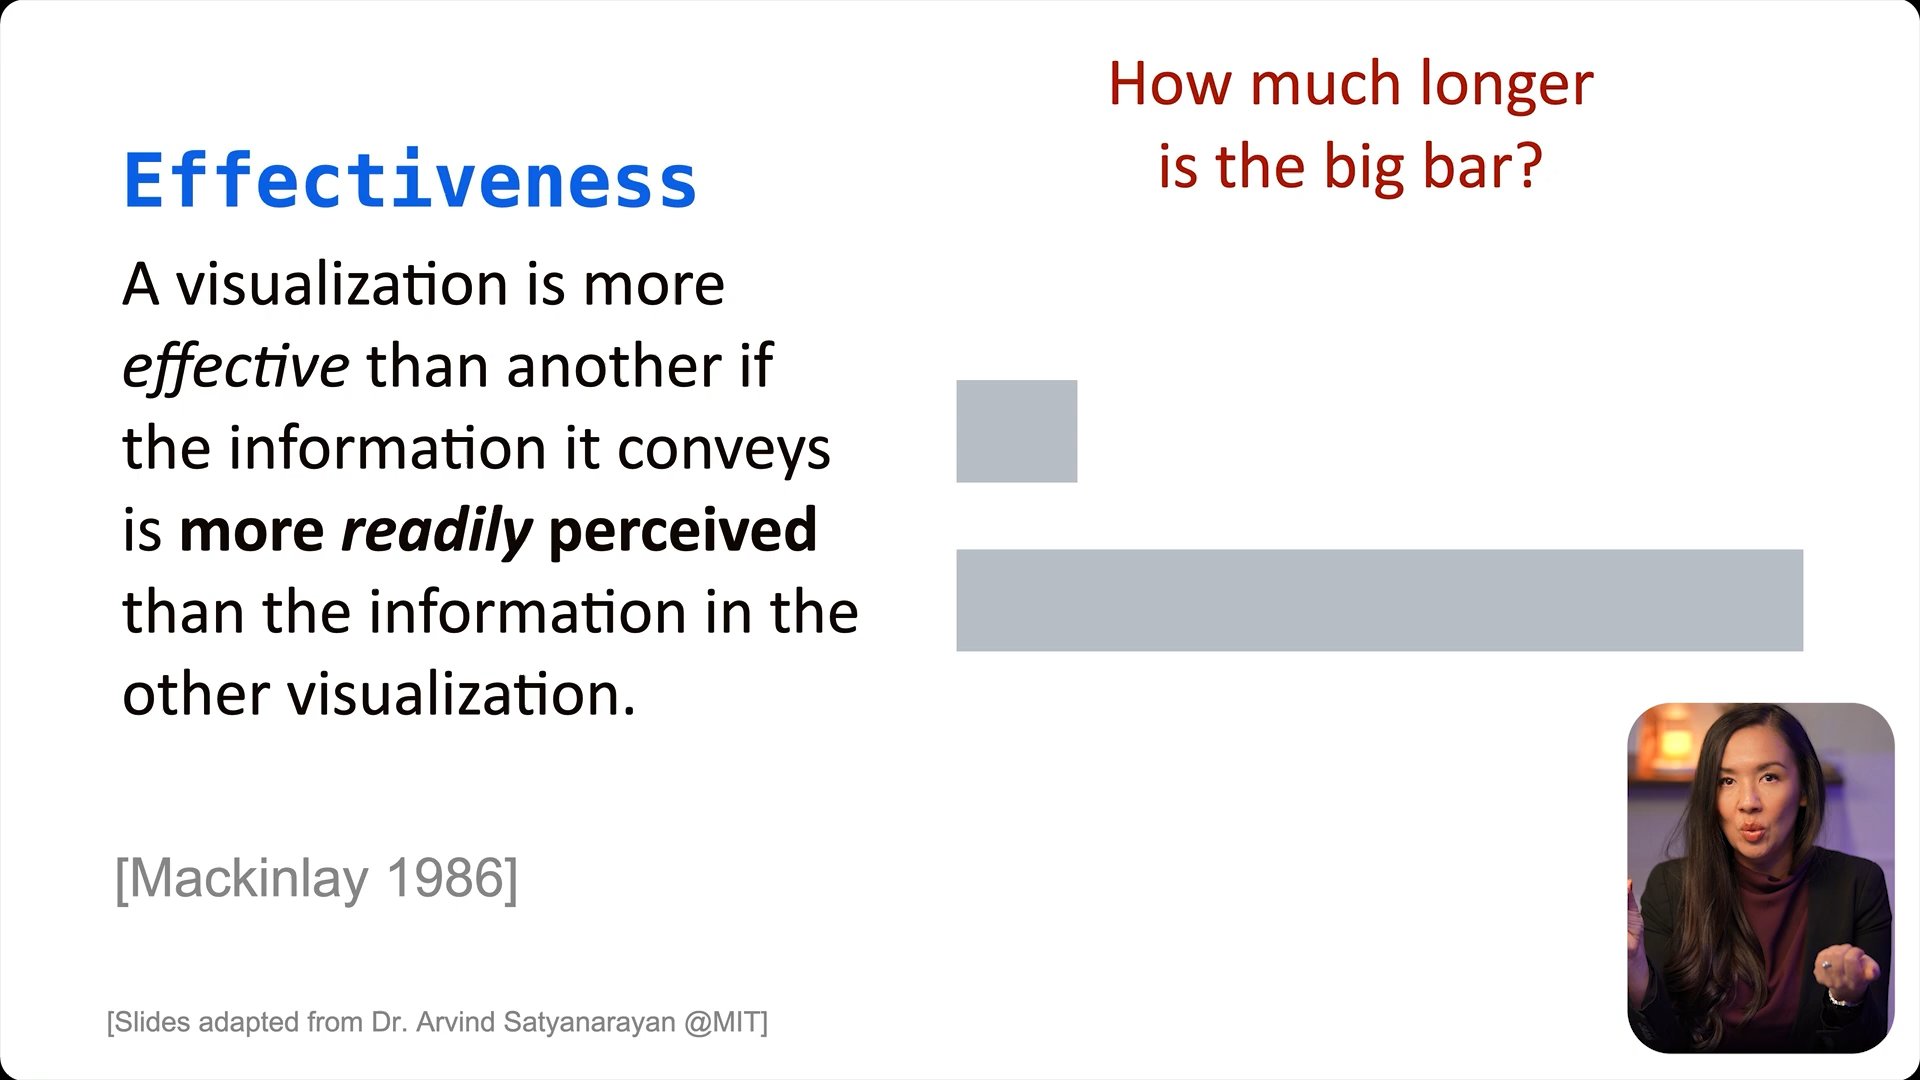 Effectiveness
A visualization is more
effective than another if
the information it conveys
is more readily perceived
than the information in the
other visualization.
[Mackinlay 1986]
[Slides adapted from Dr. Arvind Satyanarayan @MIT]
How much longer
is the big bar?